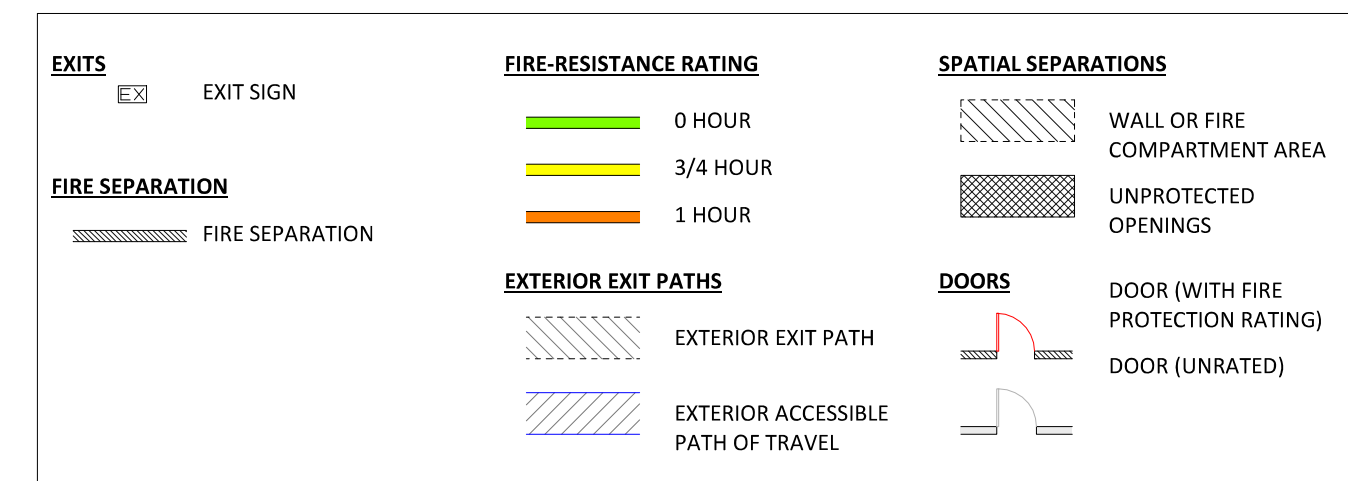 EXITS
EX
EXIT SIGN
FIRE SEPARATION
FIRE SEPARATION
FIRE-RESISTANCE RATING
0 HOUR
3/4 HOUR
1 HOUR
EXTERIOR EXIT PATHS
EXTERIOR EXIT PATH
EXTERIOR ACCESSIBLE
PATH OF TRAVEL
SPATIAL SEPARATIONS
WALL OR FIRE
COMPARTMENT AREA
UNPROTECTED
OPENINGS
DOORS
DOOR (WITH FIRE
PROTECTION RATING)
DOOR (UNRATED)